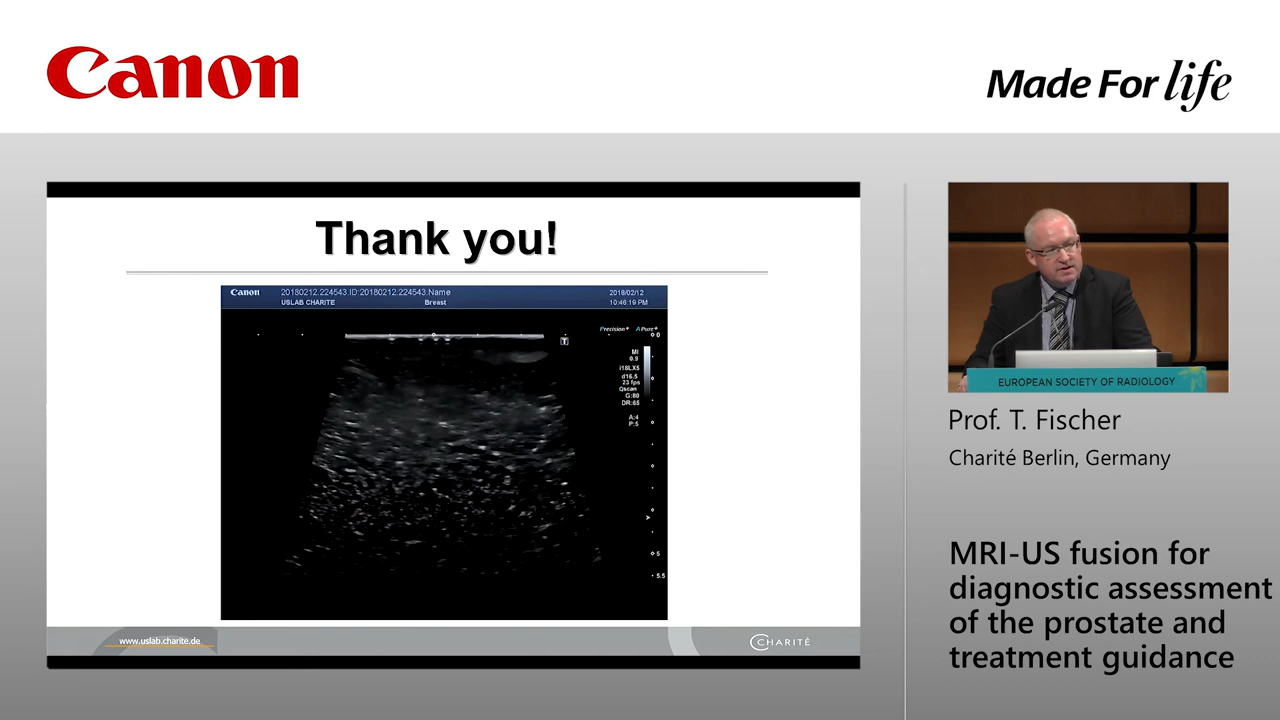 Canon
Made For life
Thank you!
Canon
20180212.224543.ID:20180212.224543.Name
2018/02/12
USLAB CHARITE
Breast
10:46:19 PM
Precision+ APure+
0
T
MI
0.9
i18LX5
d16.5
23 fps
Qscan
G:80
DR:65
A:4
P:5
5
5.5
www.uslab.charite.de
CHARITÉ
EUROPEAN SOCIETY OF RADIOLOGY
Prof. T. Fischer
Charité Berlin, Germany
MRI-US fusion for
diagnostic assessment
of the prostate and
treatment guidance